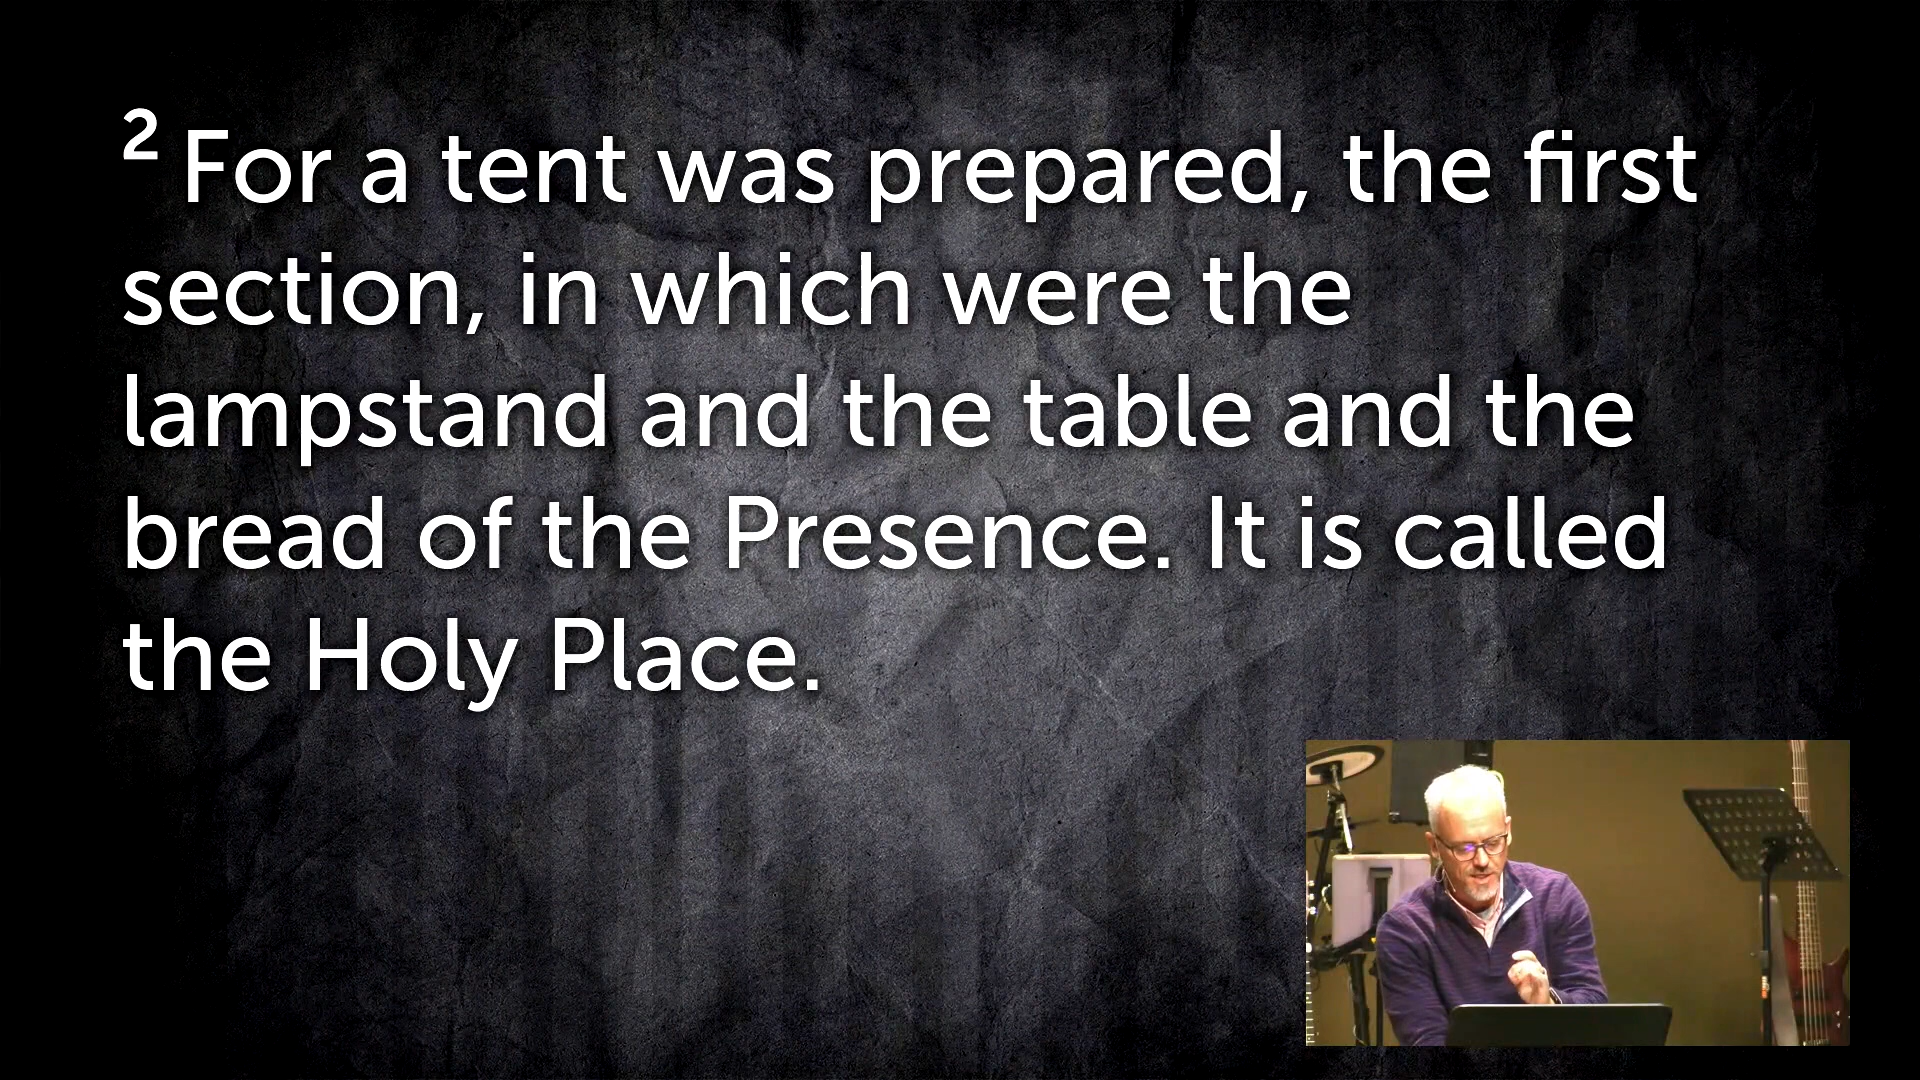 ² For a tent was prepared, the first
section, in which were the
lampstand and the table and the
bread of the Presence. It is called
the Holy Place.